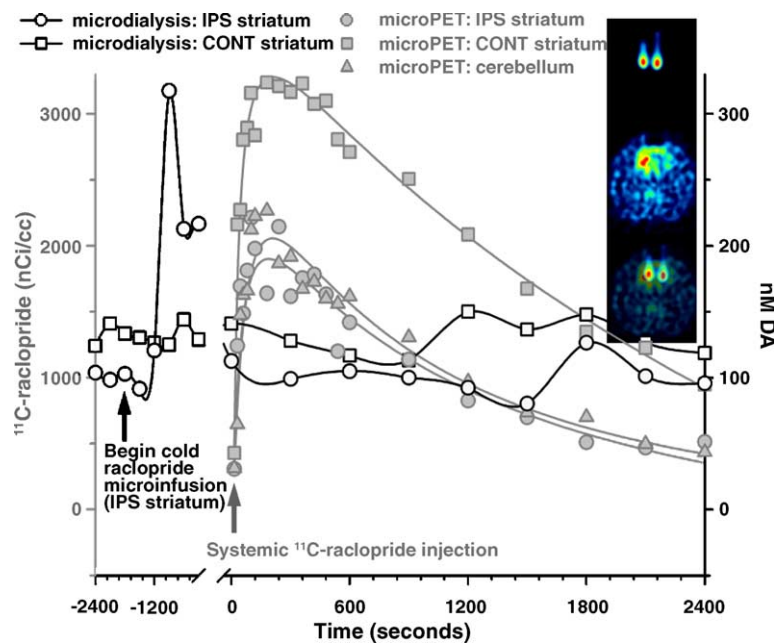 microdialysis: IPS striatum
microdialysis: CONT striatum
microPET: IPS striatum
microPET: CONT striatum
microPET: cerebellum
3000
2000
1000
0
¹¹C-raclopride (nCi/cc)
300
200
100
0
nM DA
Begin cold
raclopride
microinfusion
(IPS striatum)
Systemic ¹¹C-raclopride injection
-2400 -1200 0 600 1200 1800 2400
Time (seconds)